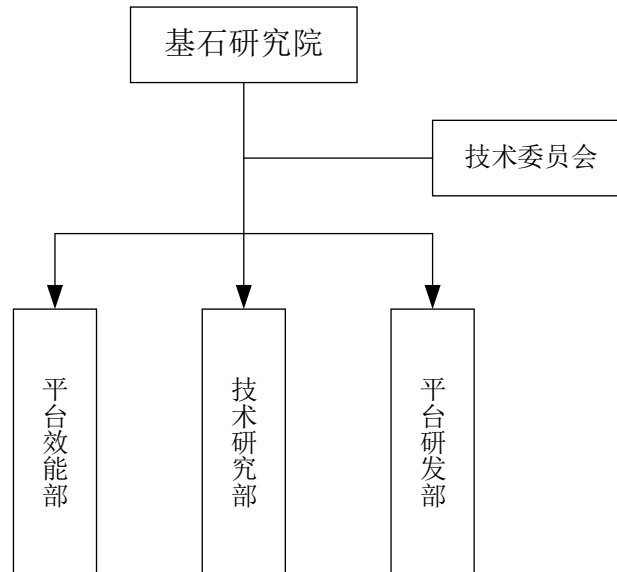 基石研究院
技术委员会
平台效能部
技术研究部
平台研发部